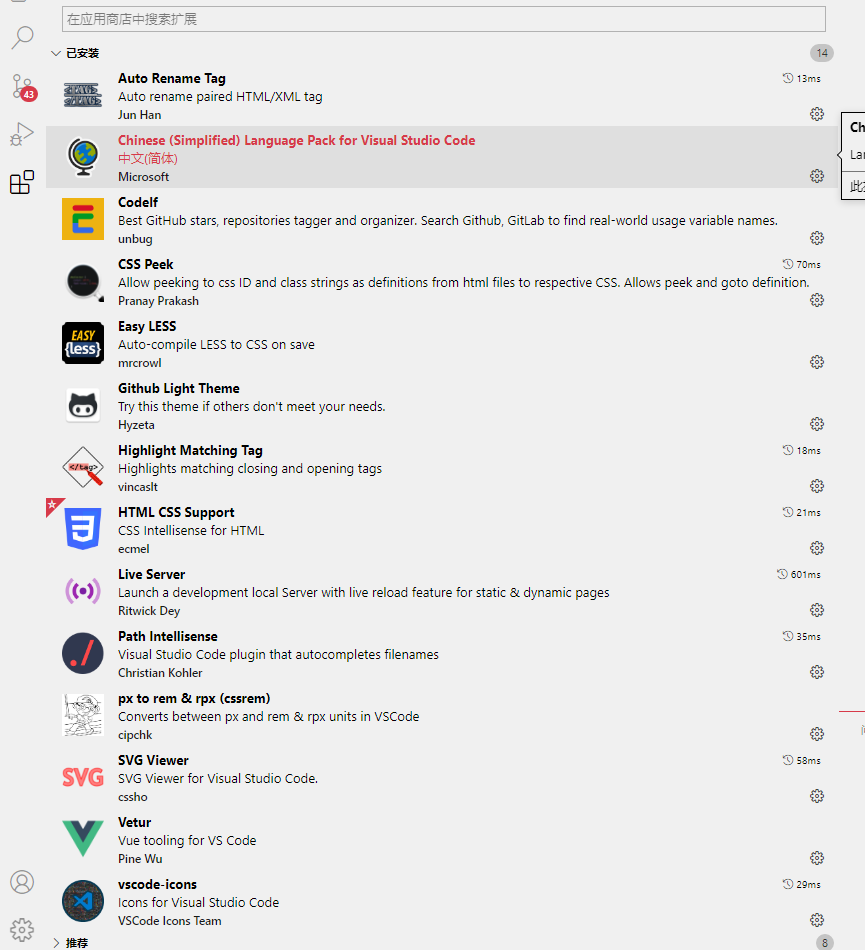 在应用商店中搜索扩展
已安装
14
Auto Rename Tag
13ms
Auto rename paired HTML/XML tag
Jun Han
43
Chinese (Simplified) Language Pack for Visual Studio Code
中文(简体)
Microsoft
Ch
Lan
此扩
CodeIf
Best GitHub stars, repositories tagger and organizer. Search Github, GitLab to find real-world usage variable names.
unbug
CSS Peek
70ms
Allow peeking to css ID and class strings as definitions from html files to respective CSS. Allows peek and goto definition.
Pranay Prakash
Easy LESS
EASY
{less}
Auto-compile LESS to CSS on save
mrcrowl
Github Light Theme
Try this theme if others don't meet your needs.
Hyzeta
Highlight Matching Tag
18ms
</tag>
Highlights matching closing and opening tags
vincaslt
HTML CSS Support
21ms
CSS Intellisense for HTML
ecmel
Live Server
601ms
Launch a development local Server with live reload feature for static & dynamic pages
Ritwick Dey
Path Intellisense
35ms
./
Visual Studio Code plugin that autocompletes filenames
Christian Kohler
px to rem & rpx (cssrem)
Converts between px and rem & rpx units in VSCode
cipchk
SVG Viewer
58ms
SVG
SVG Viewer for Visual Studio Code.
cssho
Vetur
Vue tooling for VS Code
Pine Wu
vscode-icons
29ms
Icons for Visual Studio Code
VSCode Icons Team
推荐
8